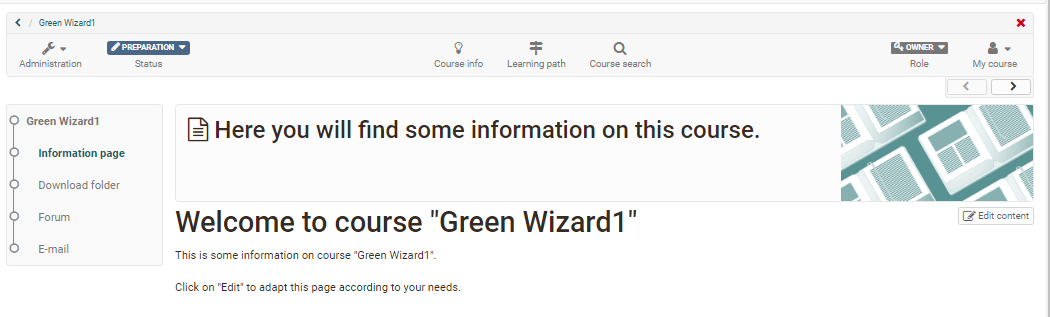 / Green Wizard1
Administration
PREPARATION
Status
Course info
Learning path
Course search
OWNER
Role
My course
Green Wizard1
Information page
Download folder
Forum
E-mail
Here you will find some information on this course.
Welcome to course "Green Wizard1"
Edit content
This is some information on course "Green Wizard1".
Click on "Edit" to adapt this page according to your needs.